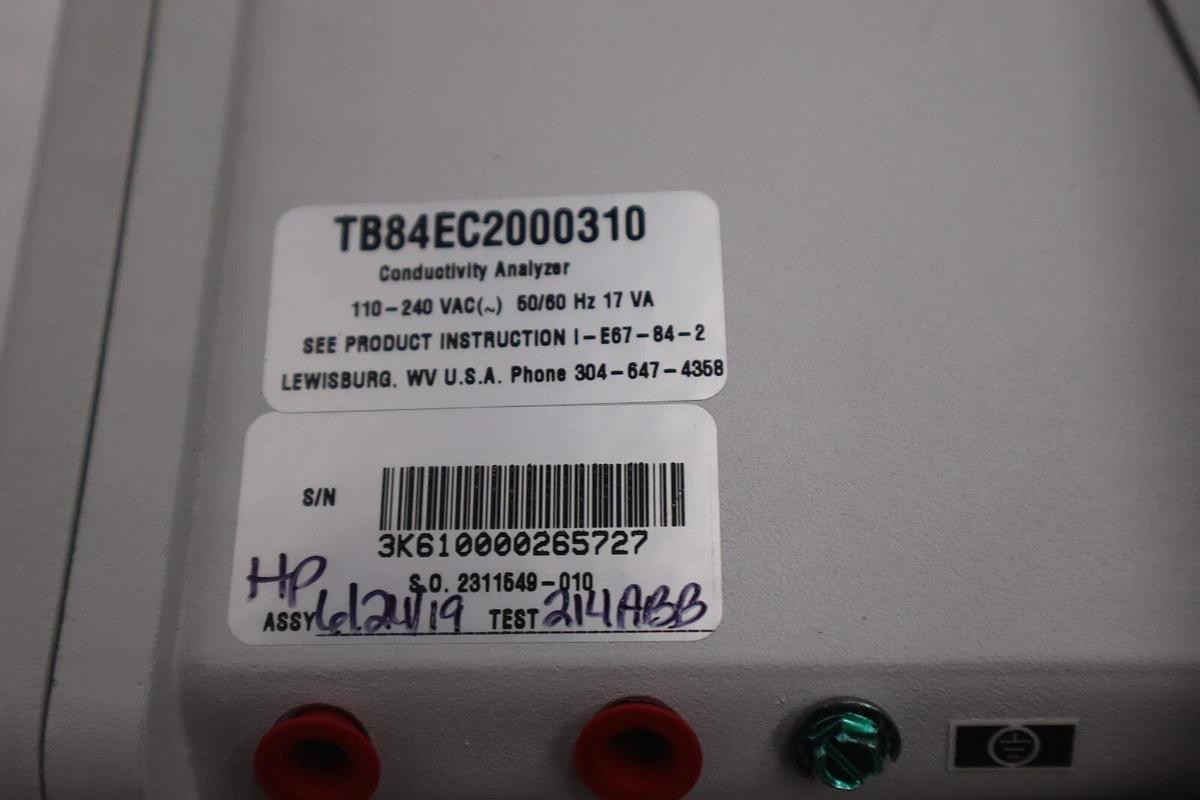 TB84EC2000310
Conductivity Analyzer
110-240 VAC(~) 50/60 Hz 17 VA
SEE PRODUCT INSTRUCTION I-E67-84-2
LEWISBURG, WV U.S.A. Phone 304-647-4358
S/N
3K610000265727
HP S.O. 2311549-010
ASSY 6/24/19 TEST 214ABB